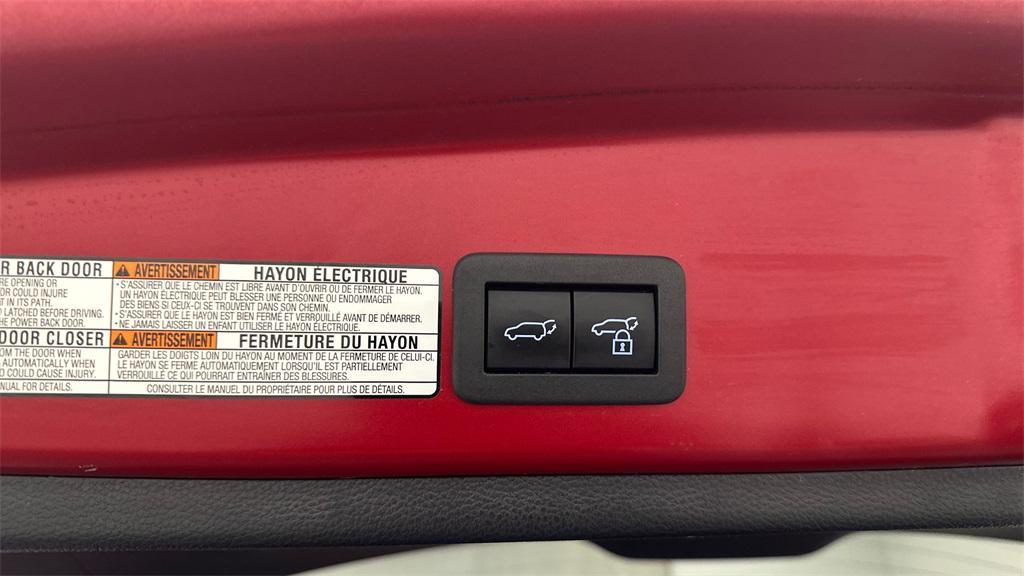 R BACK DOOR
RE OPENING OR
OR COULD INJURE
T IN ITS PATH.
D LATCHED BEFORE DRIVING.
HE POWER BACK DOOR.
DOOR CLOSER
OM THE DOOR WHEN
S AUTOMATICALLY WHEN
D COULD CAUSE INJURY.
NUAL FOR DETAILS.
AVERTISSEMENT HAYON ÉLECTRIQUE
• S'ASSURER QUE LE CHEMIN EST LIBRE AVANT D'OUVRIR OU DE FERMER LE HAYON.
UN HAYON ÉLECTRIQUE PEUT BLESSER UNE PERSONNE OU ENDOMMAGER
DES BIENS SI CEUX-CI SE TROUVENT DANS SON CHEMIN.
• S'ASSURER QUE LE HAYON EST BIEN FERMÉ ET VERROUILLÉ AVANT DE DÉMARRER.
• NE JAMAIS LAISSER UN ENFANT UTILISER LE HAYON ÉLECTRIQUE.
AVERTISSEMENT FERMETURE DU HAYON
GARDER LES DOIGTS LOIN DU HAYON AU MOMENT DE LA FERMETURE DE CELUI-CI.
LE HAYON SE FERME AUTOMATIQUEMENT LORSQU'IL EST PARTIELLEMENT
VERROUILLÉ CE QUI POURRAIT ENTRAÎNER DES BLESSURES.
CONSULTER LE MANUEL DU PROPRIÉTAIRE POUR PLUS DE DÉTAILS.